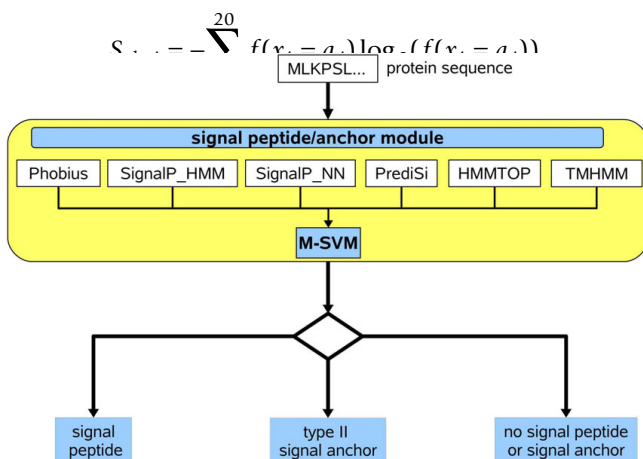 20
MLKPSL... protein sequence
signal peptide/anchor module
Phobius SignalP_HMM SignalP_NN PrediSi HMMTOP TMHMM
M-SVM
signal peptide
type II signal anchor
no signal peptide or signal anchor